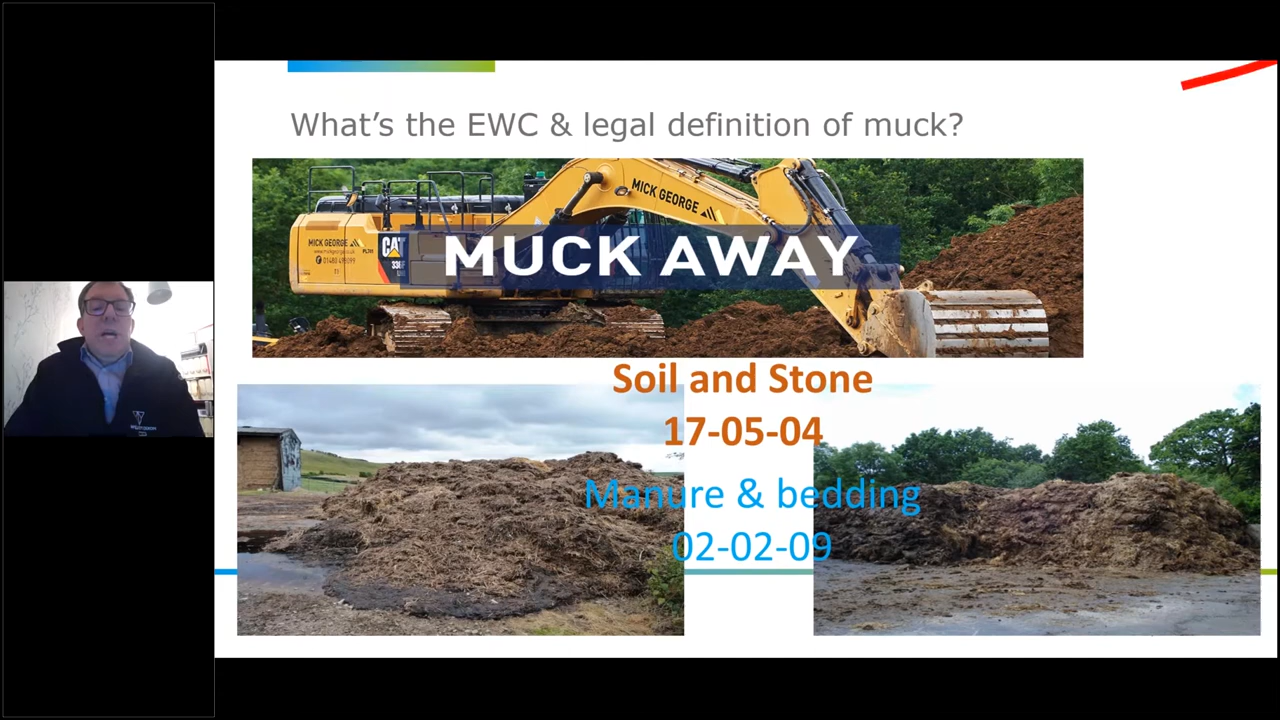 What's the EWC & legal definition of muck?
MICK GEORGE
MICK GEORGE
CAT
MUCK AWAY
Soil and Stone
17-05-04
Manure & bedding
02-02-09